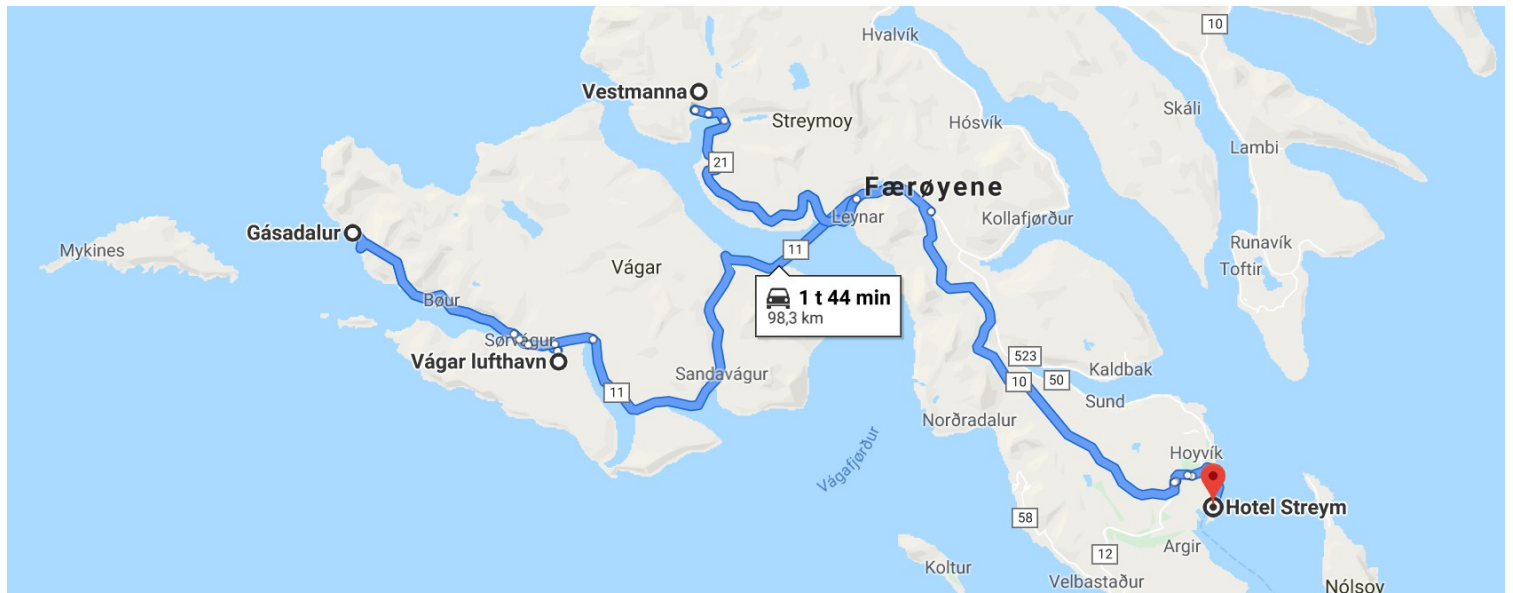 10
Hvalvík
Vestmanna
Skáli
Streymoy
Hósvík
Lambi
21
Færøyene
Leynar
Kollafjørður
Gásadalur
Mykines
11
Runavík
Toftir
Vágar
1 t 44 min
98,3 km
Bøur
Sørvágur
Vágar lufthavn
523
Kaldbak
10
50
Sandavágur
11
Sund
Norðradalur
Vágafjørður
Hoyvík
Hotel Streym
58
Argir
12
Koltur
Velbastaður
Nólsoy